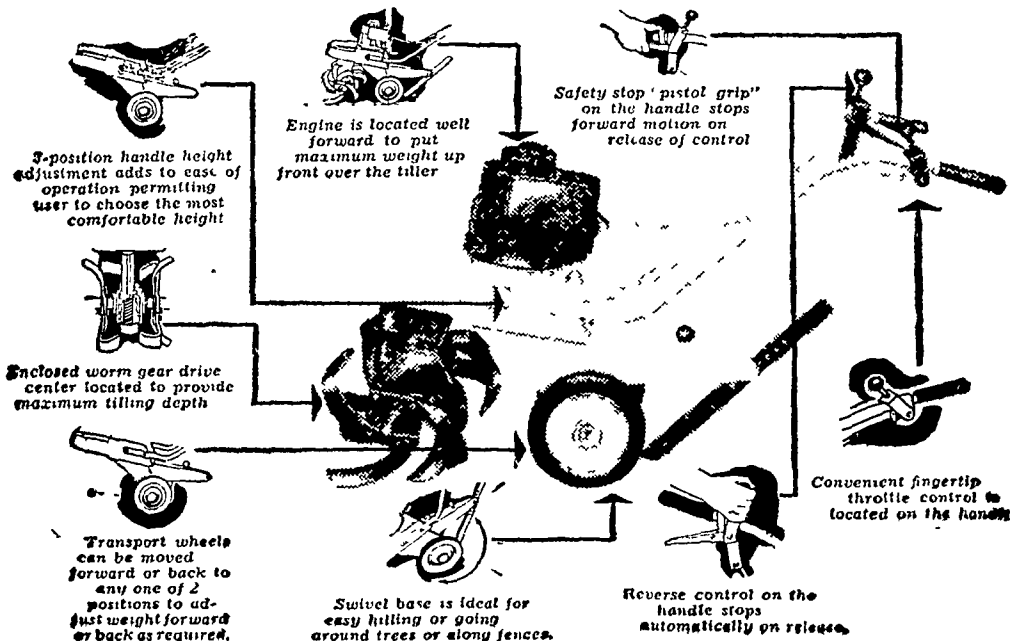 3-position handle height
adjustment adds to ease of
operation permitting
user to choose the most
comfortable height
Engine is located well
forward to put
maximum weight up
front over the tiller
Safety stop "pistol grip"
on the handle stops
forward motion on
release of control
Enclosed worm gear drive
center located to provide
maximum tilling depth
Transport wheels
can be moved
forward or back to
any one of 2
positions to ad-
just weight forward
or back as required.
Swivel base is ideal for
easy hilling or going
around trees or along fences.
Reverse control on the
handle stops
automatically on release.
Convenient fingertip
throttle control is
located on the handle